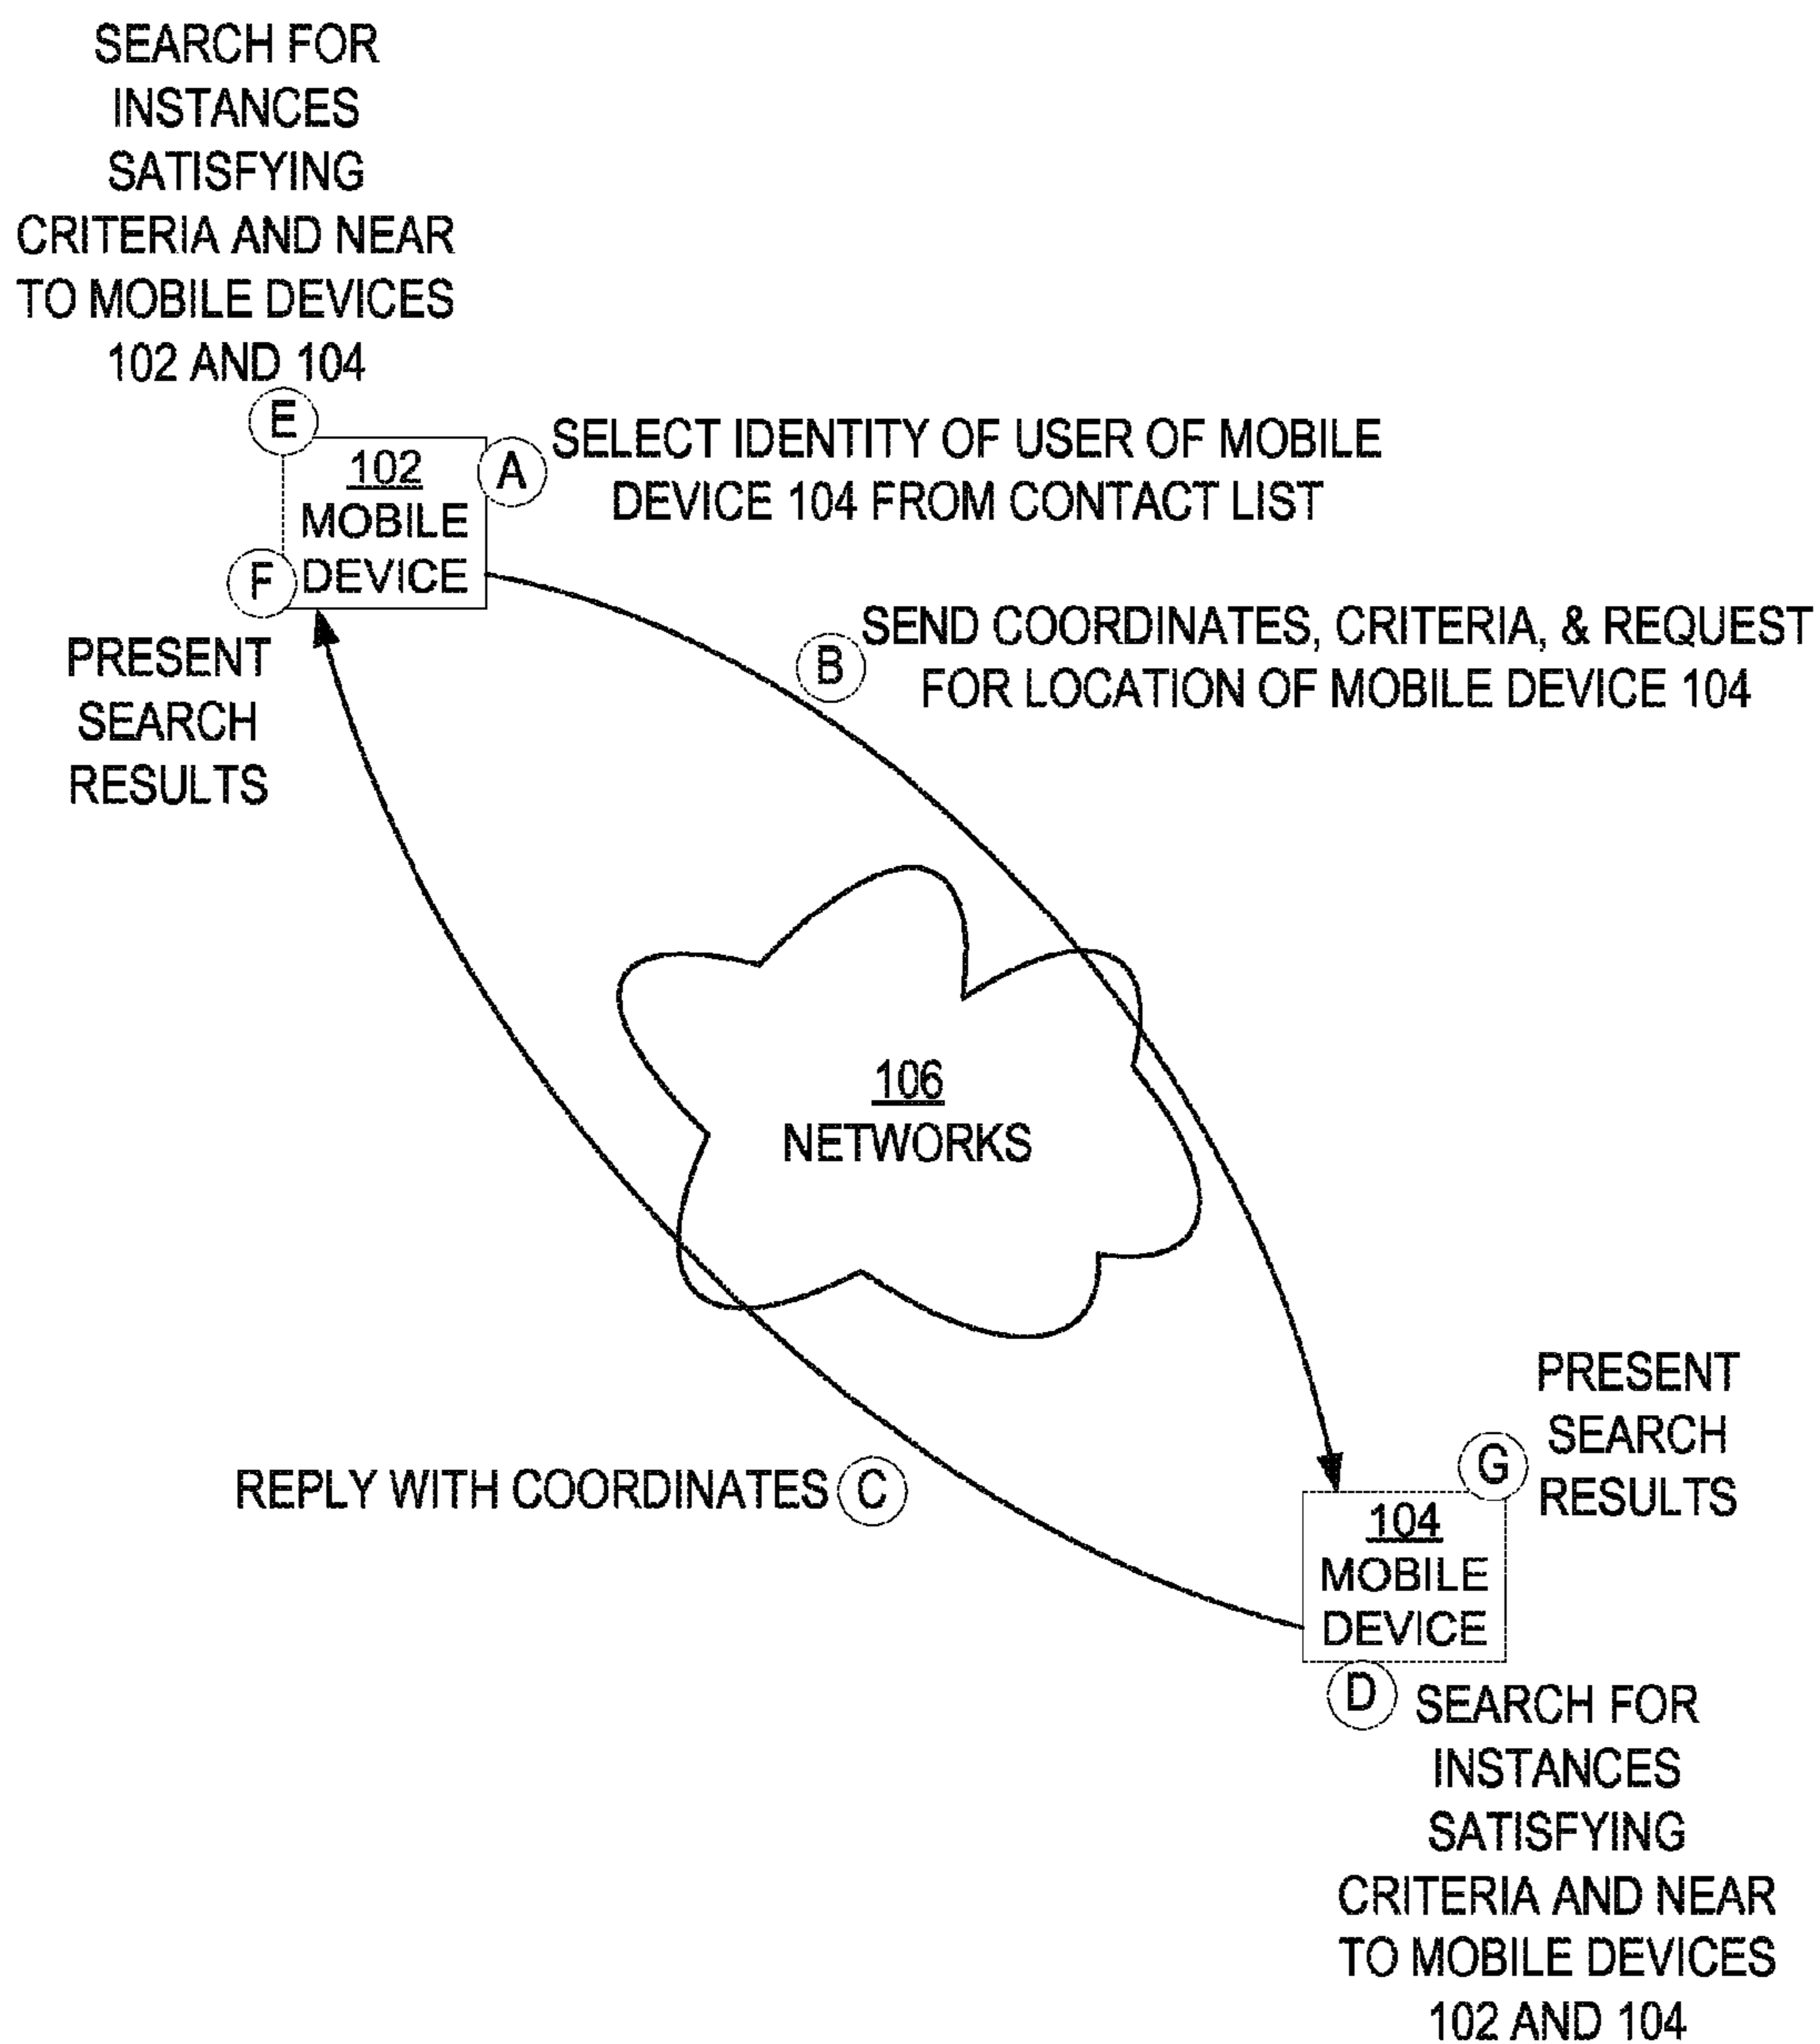 SEARCH FOR
INSTANCES
SATISFYING
CRITERIA AND NEAR
TO MOBILE DEVICES
102 AND 104
E
A
SELECT IDENTITY OF USER OF MOBILE
DEVICE 104 FROM CONTACT LIST
102
MOBILE
DEVICE
F
PRESENT
SEARCH
RESULTS
B
SEND COORDINATES, CRITERIA, & REQUEST
FOR LOCATION OF MOBILE DEVICE 104
106
NETWORKS
REPLY WITH COORDINATES C
G
PRESENT
SEARCH
RESULTS
104
MOBILE
DEVICE
D
SEARCH FOR
INSTANCES
SATISFYING
CRITERIA AND NEAR
TO MOBILE DEVICES
102 AND 104